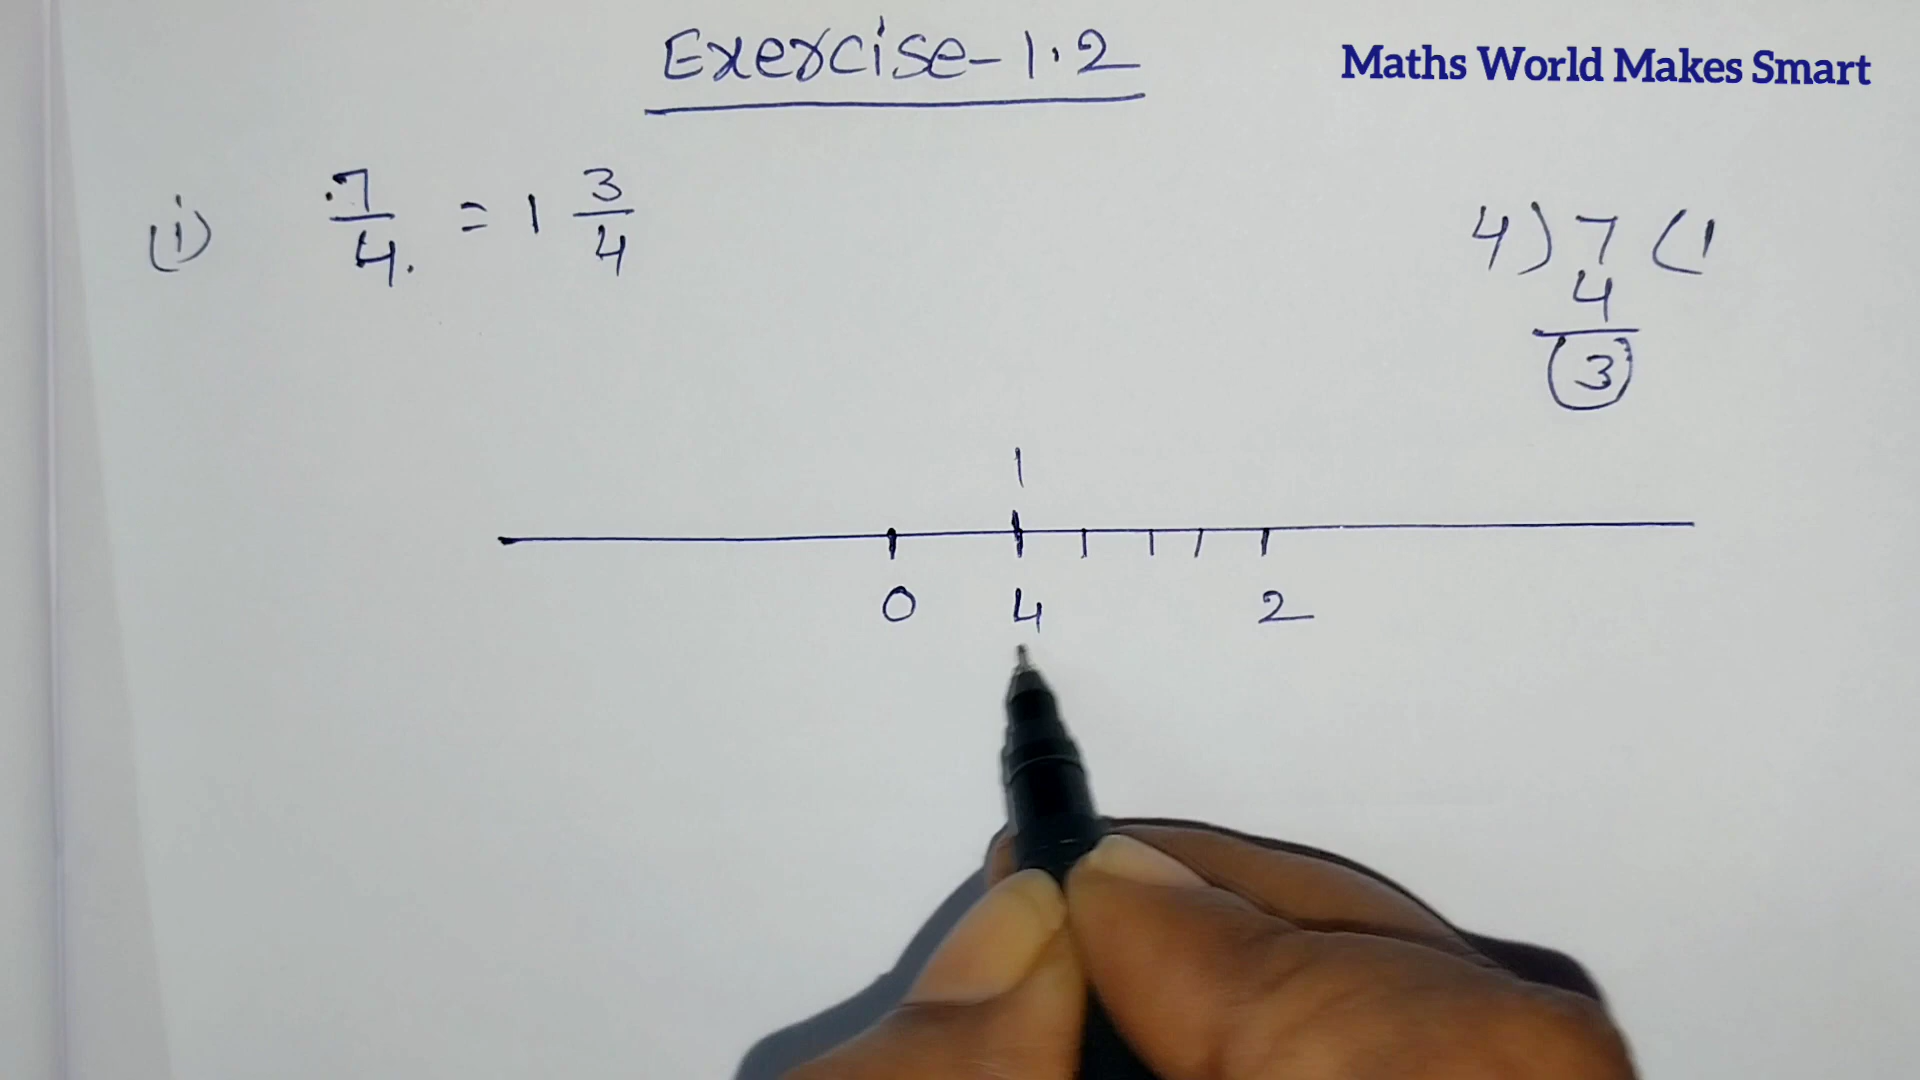 Exercise-1.2
Maths World Makes Smart
(i) 7/4 = 1 3/4
4) 7 (1
4
3
1
0 4 2